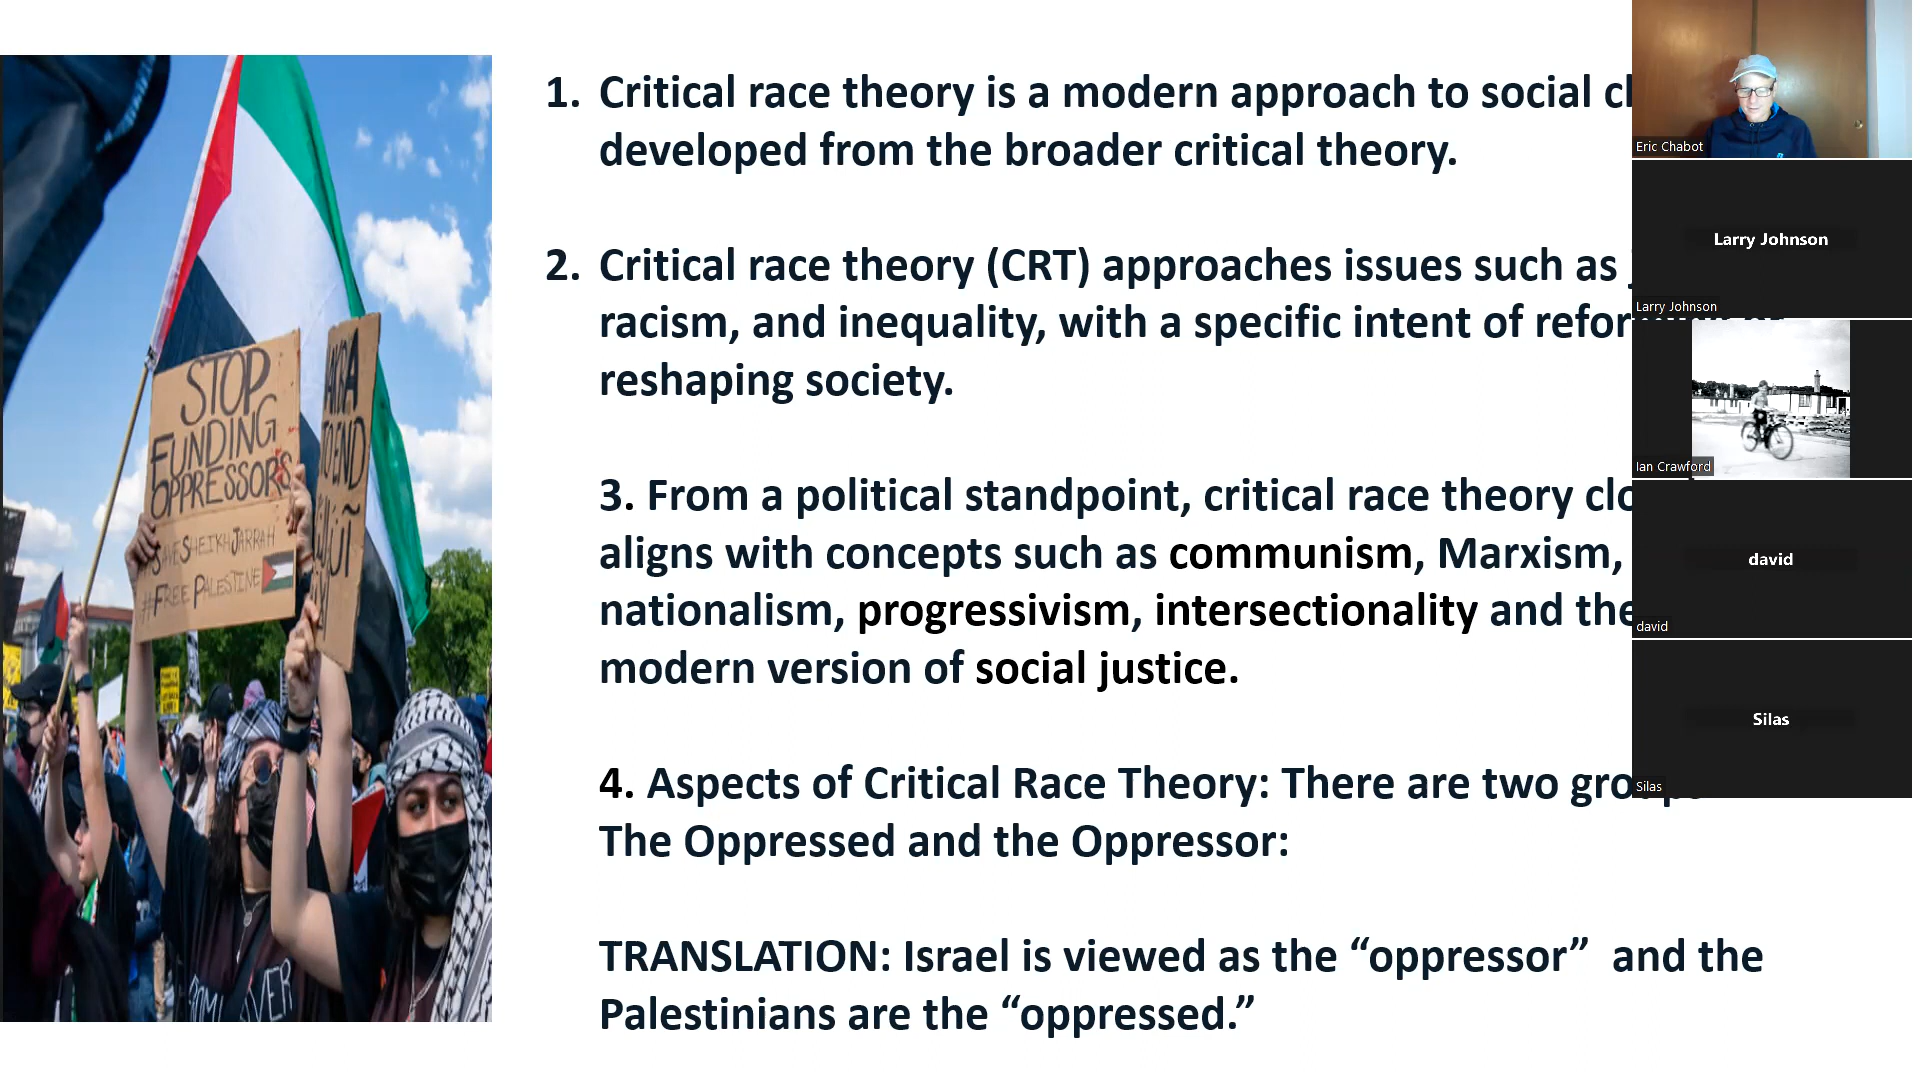 1. Critical race theory is a modern approach to social
developed from the broader critical theory.
2. Critical race theory (CRT) approaches issues such as
racism, and inequality, with a specific intent of
reshaping society.
3. From a political standpoint, critical race theory
aligns with concepts such as communism, Marxism,
nationalism, progressivism, intersectionality and the
modern version of social justice.
4. Aspects of Critical Race Theory: There are two groups
The Oppressed and the Oppressor:
TRANSLATION: Israel is viewed as the “oppressor” and the
Palestinians are the “oppressed.”
STOP
FUNDING
OPPRESSORS
SHEIKH JARRAH
#FREE PALESTINE
TO END
Eric Chabot
Larry Johnson
Larry Johnson
Ian Crawford
david
david
Silas
Silas